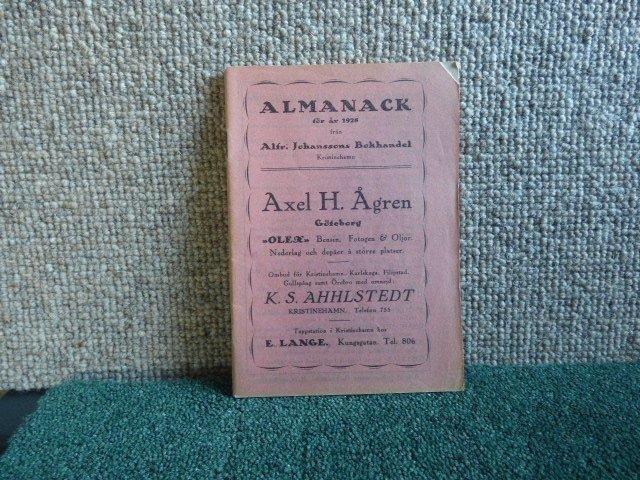 ALMANACK
för år 1928
från
Alfr. Johanssons Bokhandel
Kristinehamn
Axel H. Ågren
Göteborg
»OLEX« Bensin, Fotogen & Oljor.
Nederlag och depåer å större platser.
Ombud för Kristinehamn, Karlskoga, Filipstad,
Gullspång samt Örebro med omnejd:
K. S. AHHLSTEDT
KRISTINEHAMN. Telefon 755
Tappstation i Kristinehamn hos
E. LANGE. Kungsgatan. Tel. 806